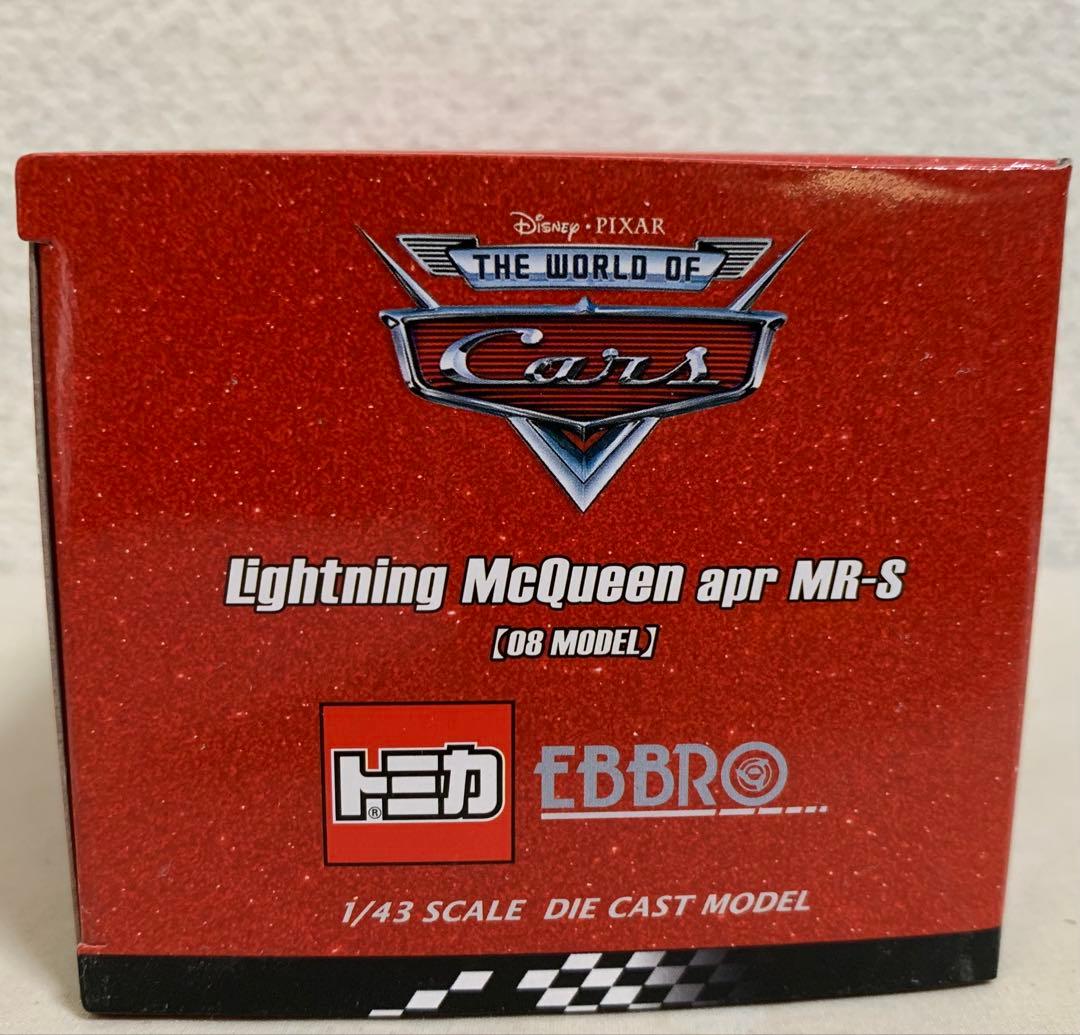 Disney · PIXAR
THE WORLD OF
Cars
Lightning McQueen apr MR-S
【08 MODEL】
トミカ®
EBBRO
1/43 SCALE DIE CAST MODEL